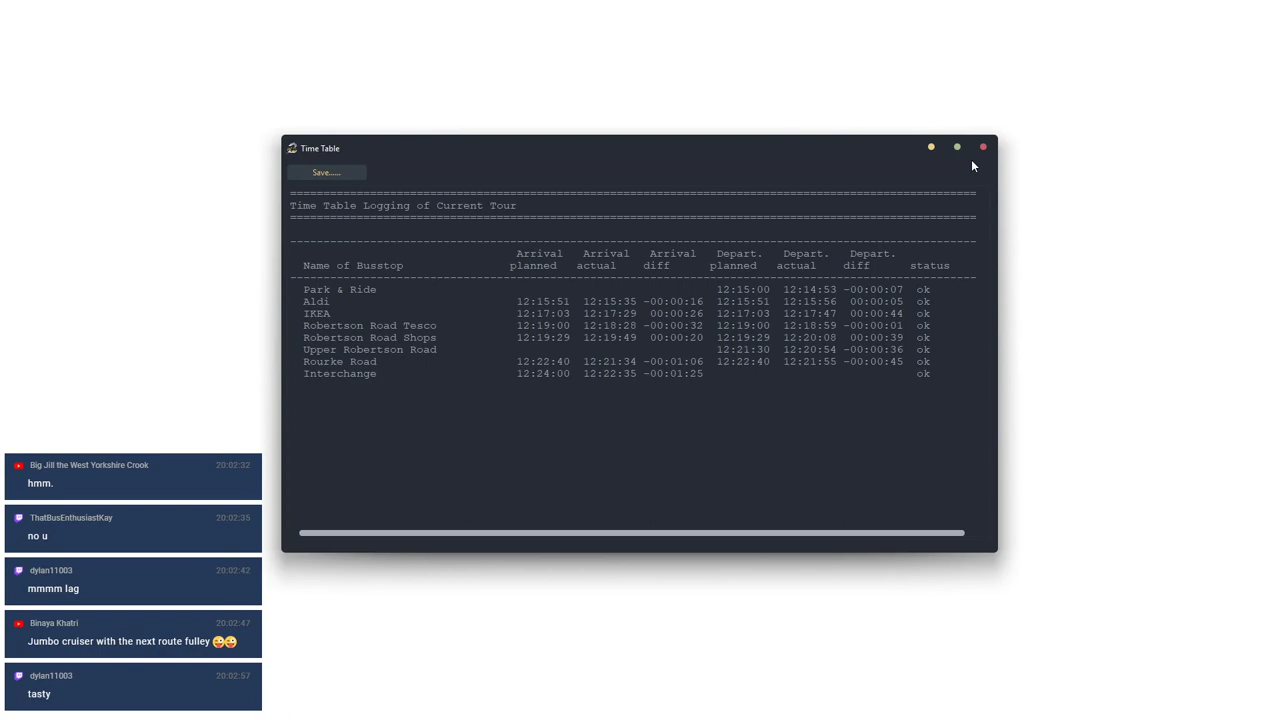 Time Table
Save......
================================================================================
Time Table Logging of Current Tour
================================================================================
--------------------------------------------------------------------------------
Arrival Arrival Arrival Depart. Depart. Depart.
Name of Busstop planned actual diff planned actual diff status
--------------------------------------------------------------------------------
Park & Ride 12:15:00 12:14:53 -00:00:07 ok
Aldi 12:15:51 12:15:35 -00:00:16 12:15:51 12:15:56 00:00:05 ok
IKEA 12:17:03 12:17:29 00:00:26 12:17:03 12:17:47 00:00:44 ok
Robertson Road Tesco 12:19:00 12:18:28 -00:00:32 12:19:00 12:18:59 -00:00:01 ok
Robertson Road Shops 12:19:29 12:19:49 00:00:20 12:19:29 12:20:08 00:00:39 ok
Upper Robertson Road 12:21:30 12:20:54 -00:00:36 ok
Rourke Road 12:22:40 12:21:34 -00:01:06 12:22:40 12:21:55 -00:00:45 ok
Interchange 12:24:00 12:22:35 -00:01:25 ok
Big Jill the West Yorkshire Crook 20:02:32
hmm.
ThatBusEnthusiastKay 20:02:35
no u
dylan11003 20:02:42
mmmm lag
Binaya Khatri 20:02:47
Jumbo cruiser with the next route fulley 😜😜
dylan11003 20:02:57
tasty